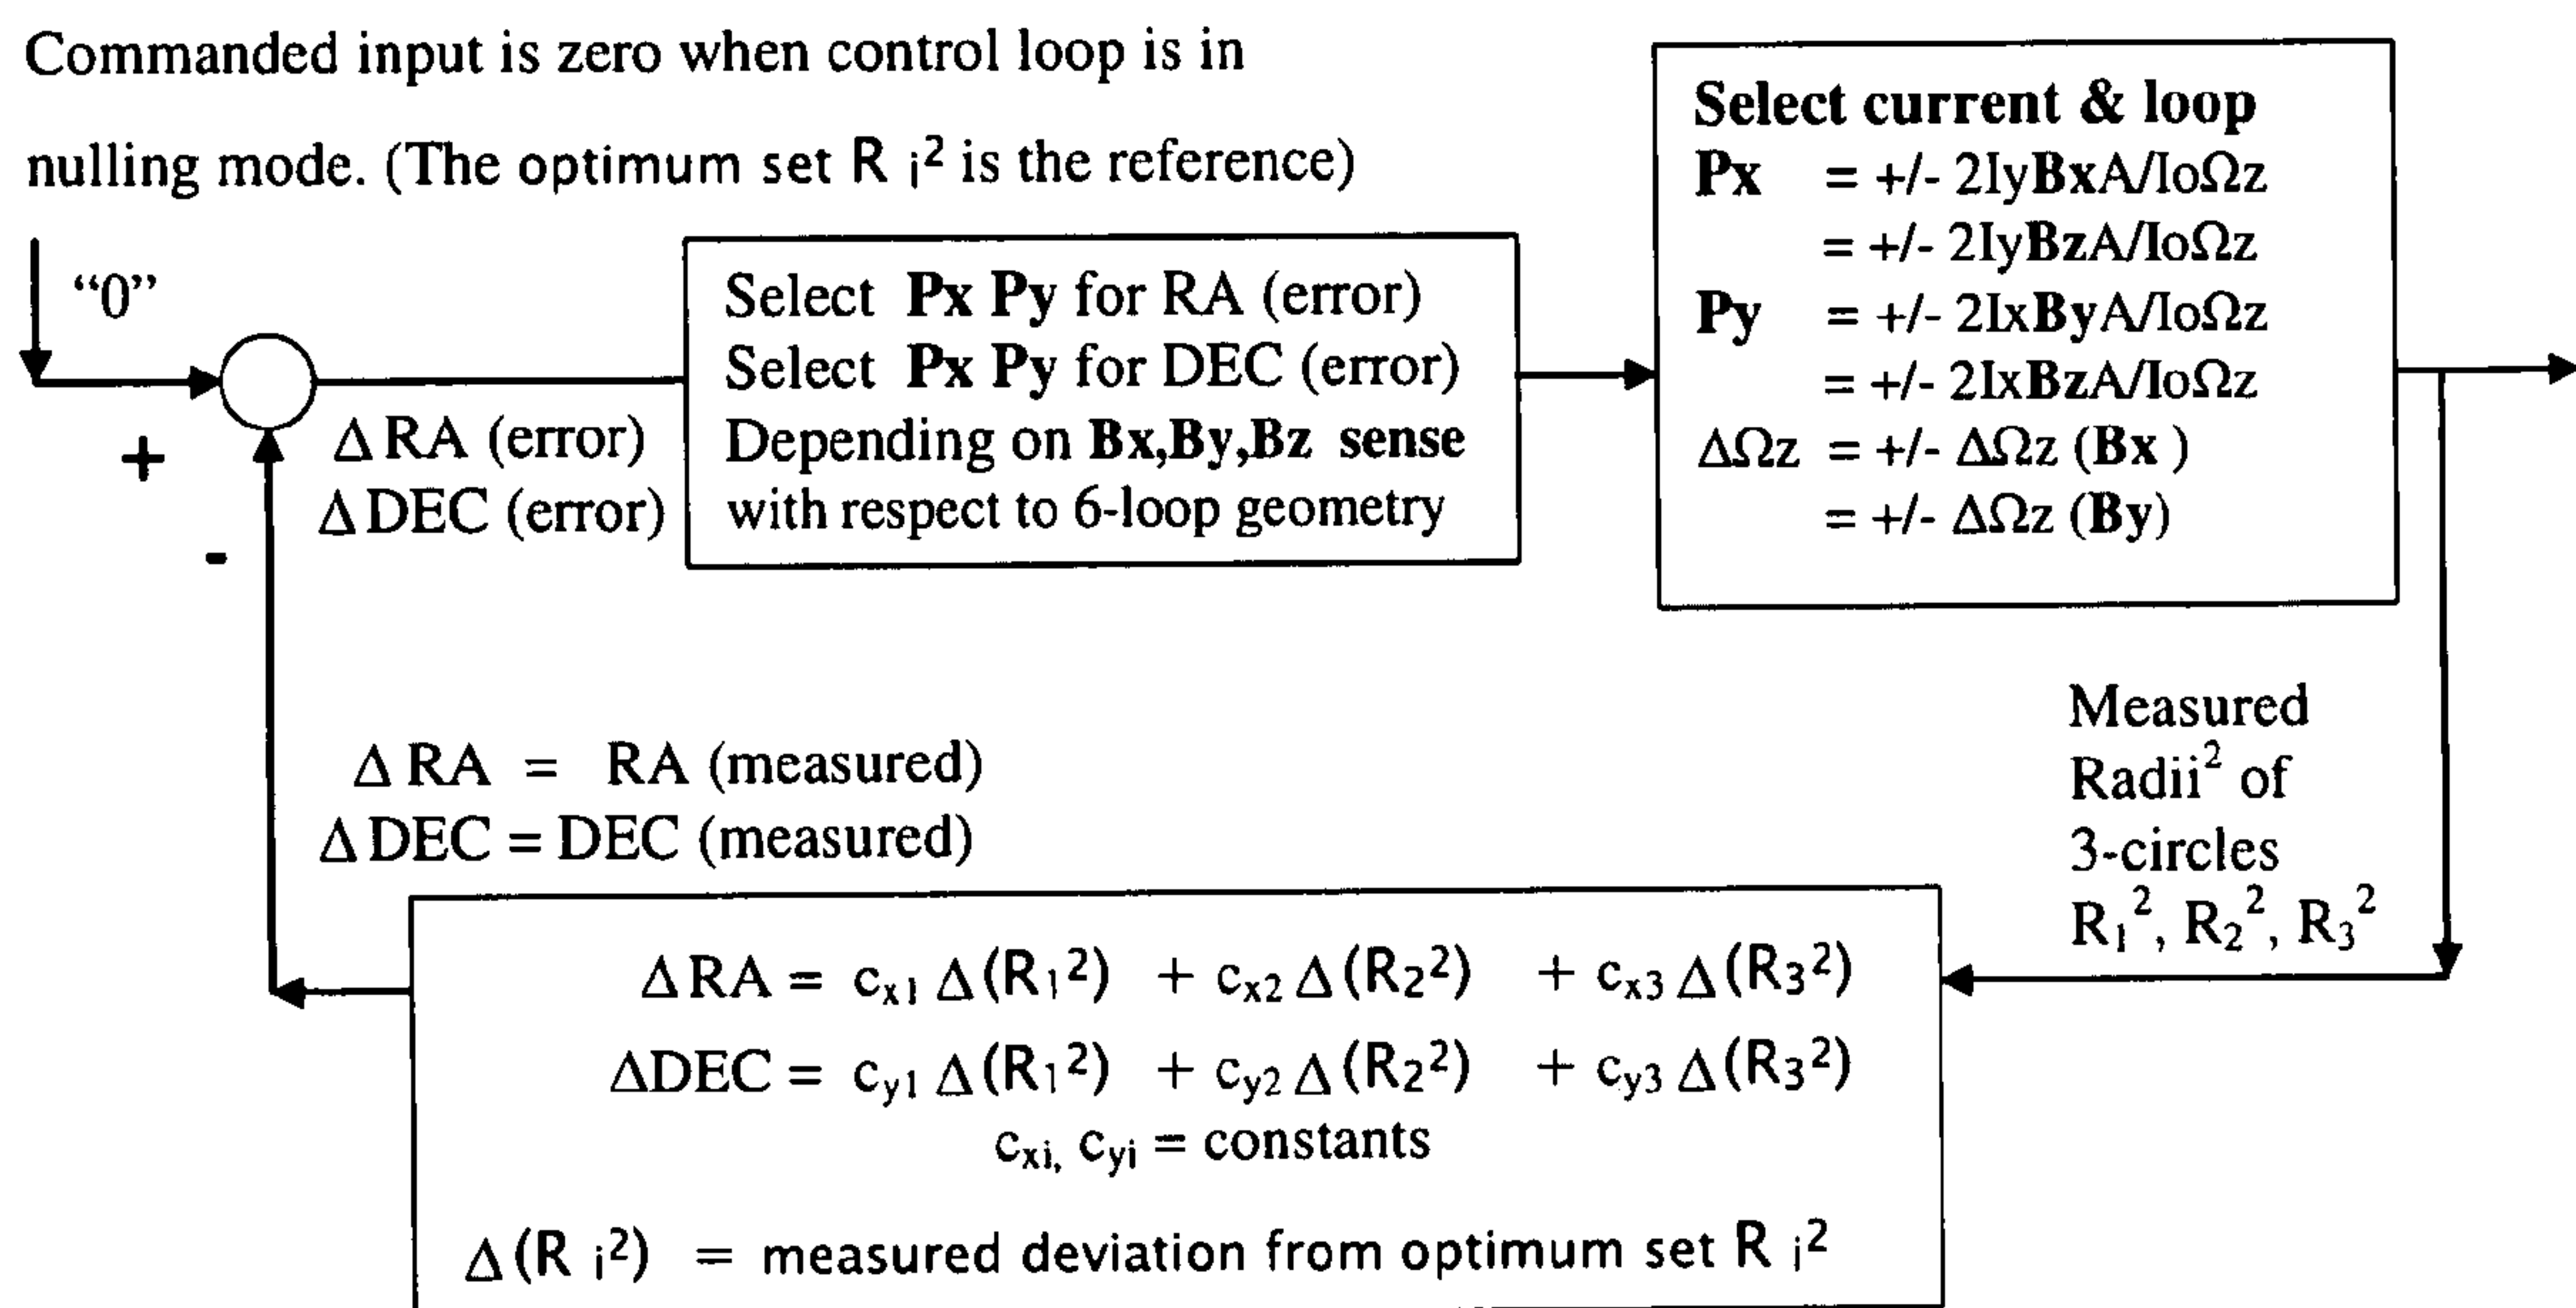 Commanded input is zero when control loop is in
nulling mode. (The optimum set R i² is the reference)
“0”
+
-
Δ RA (error)
Δ DEC (error)
Select Px Py for RA (error)
Select Px Py for DEC (error)
Depending on Bx,By,Bz sense
with respect to 6-loop geometry
Select current & loop
Px = +/- 2IyBxA/IoΩz
= +/- 2IyBzA/IoΩz
Py = +/- 2IxByA/IoΩz
= +/- 2IxBzA/IoΩz
ΔΩz = +/- ΔΩz (Bx )
= +/- ΔΩz (By)
Measured
Radii² of
3-circles
R₁², R₂², R₃²
Δ RA = RA (measured)
Δ DEC = DEC (measured)
Δ RA = cx1 Δ(R₁²) + cx2 Δ(R₂²) + cx3 Δ(R₃²)
ΔDEC = cy1 Δ(R₁²) + cy2 Δ(R₂²) + cy3 Δ(R₃²)
cxi, cyi = constants
Δ(R i²) = measured deviation from optimum set R i²